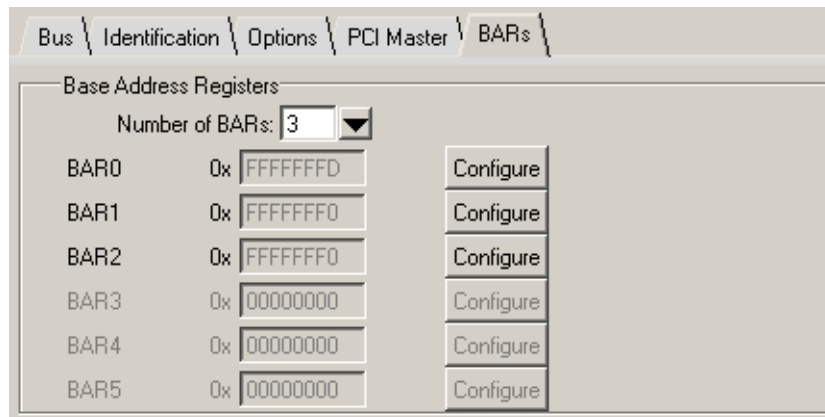 Bus \ Identification \ Options \ PCI Master \ BARs \
Base Address Registers
Number of BARs: 3
BAR0 0x FFFFFFFD Configure
BAR1 0x FFFFFFF0 Configure
BAR2 0x FFFFFFF0 Configure
BAR3 0x 00000000 Configure
BAR4 0x 00000000 Configure
BAR5 0x 00000000 Configure